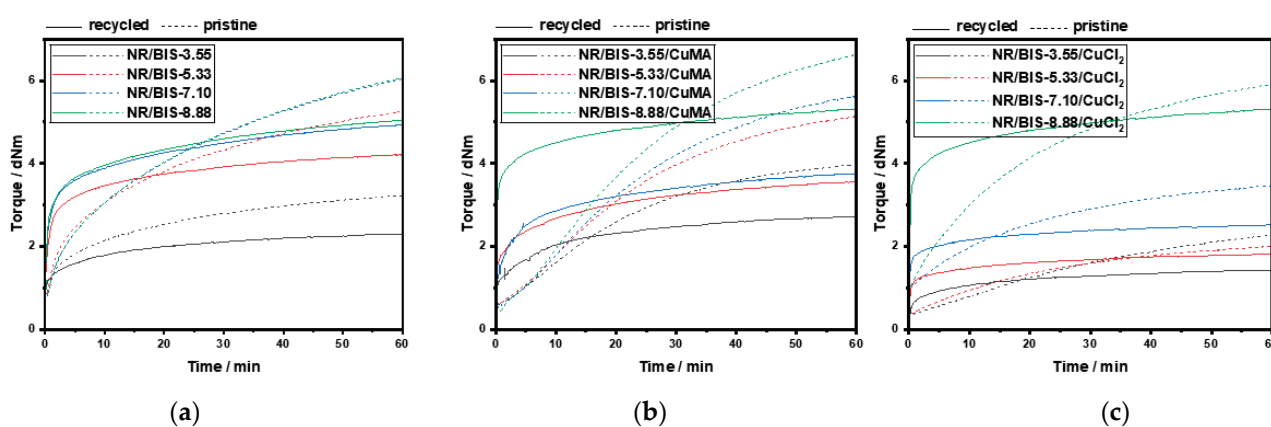 recycled pristine
NR/BIS-3.55
NR/BIS-5.33
NR/BIS-7.10
NR/BIS-8.88
Torque / dNm
6
4
2
0
0 10 20 30 40 50 60
Time / min
(a)
recycled pristine
NR/BIS-3.55/CuMA
NR/BIS-5.33/CuMA
NR/BIS-7.10/CuMA
NR/BIS-8.88/CuMA
Torque / dNm
6
4
2
0
0 10 20 30 40 50 60
Time / min
(b)
recycled pristine
NR/BIS-3.55/CuCl₂
NR/BIS-5.33/CuCl₂
NR/BIS-7.10/CuCl₂
NR/BIS-8.88/CuCl₂
Torque / dNm
6
4
2
0
0 10 20 30 40 50 60
Time / min
(c)